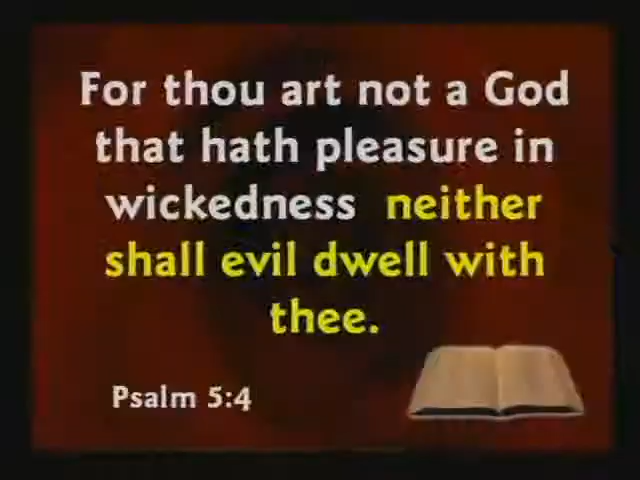 For thou art not a God
that hath pleasure in
wickedness neither
shall evil dwell with
thee.
Psalm 5:4